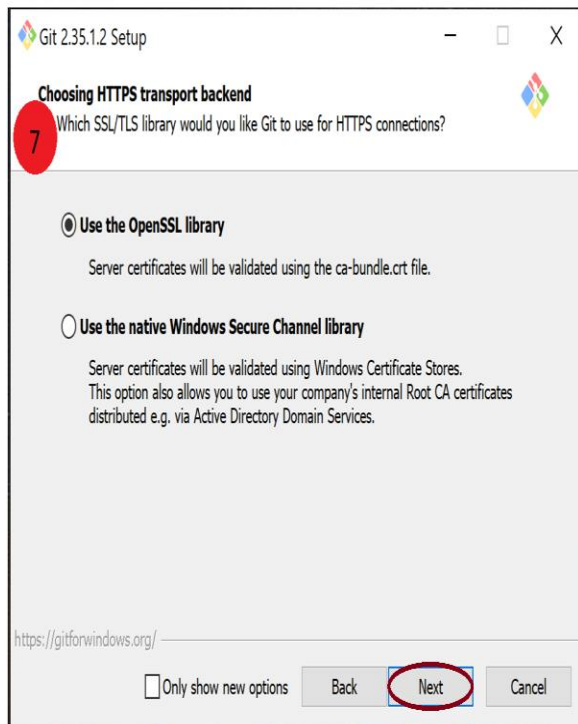 Git 2.35.1.2 Setup
Choosing HTTPS transport backend
Which SSL/TLS library would you like Git to use for HTTPS connections?
7
Use the OpenSSL library
Server certificates will be validated using the ca-bundle.crt file.
Use the native Windows Secure Channel library
Server certificates will be validated using Windows Certificate Stores.
This option also allows you to use your company's internal Root CA certificates
distributed e.g. via Active Directory Domain Services.
https://gitforwindows.org/
Only show new options Back Next Cancel